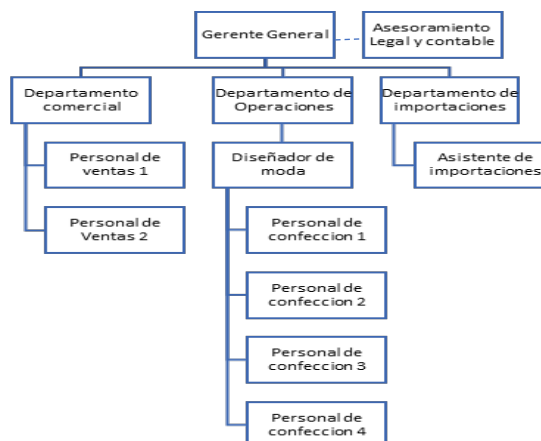 Gerente General
Asesoramiento
Legal y contable
Departamento
comercial
Departamento de
Operaciones
Departamento de
importaciones
Personal de
ventas 1
Personal de
Ventas 2
Diseñador de
moda
Personal de
confeccion 1
Personal de
confeccion 2
Personal de
confeccion 3
Personal de
confeccion 4
Asistente de
importaciones